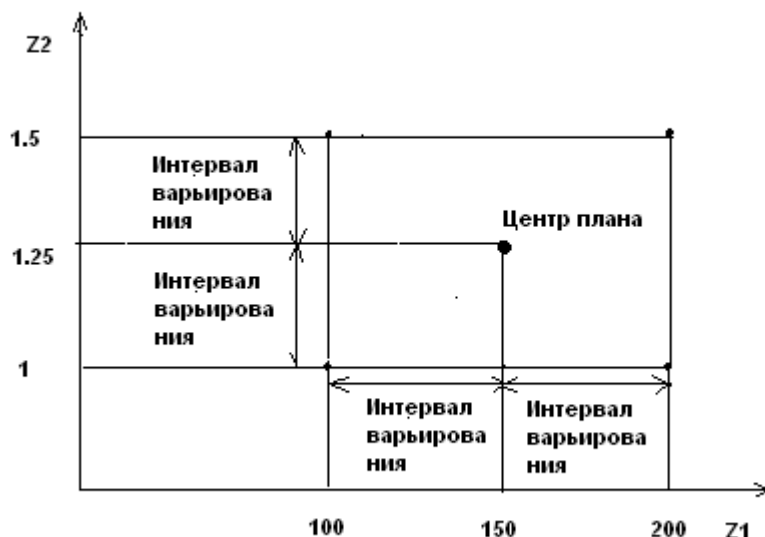 Z2
1.5
Интервал
варьирова
ния
Центр плана
1.25
Интервал
варьирова
ния
1
Интервал
варьирова
ния
Интервал
варьирова
ния
100
150
200
Z1